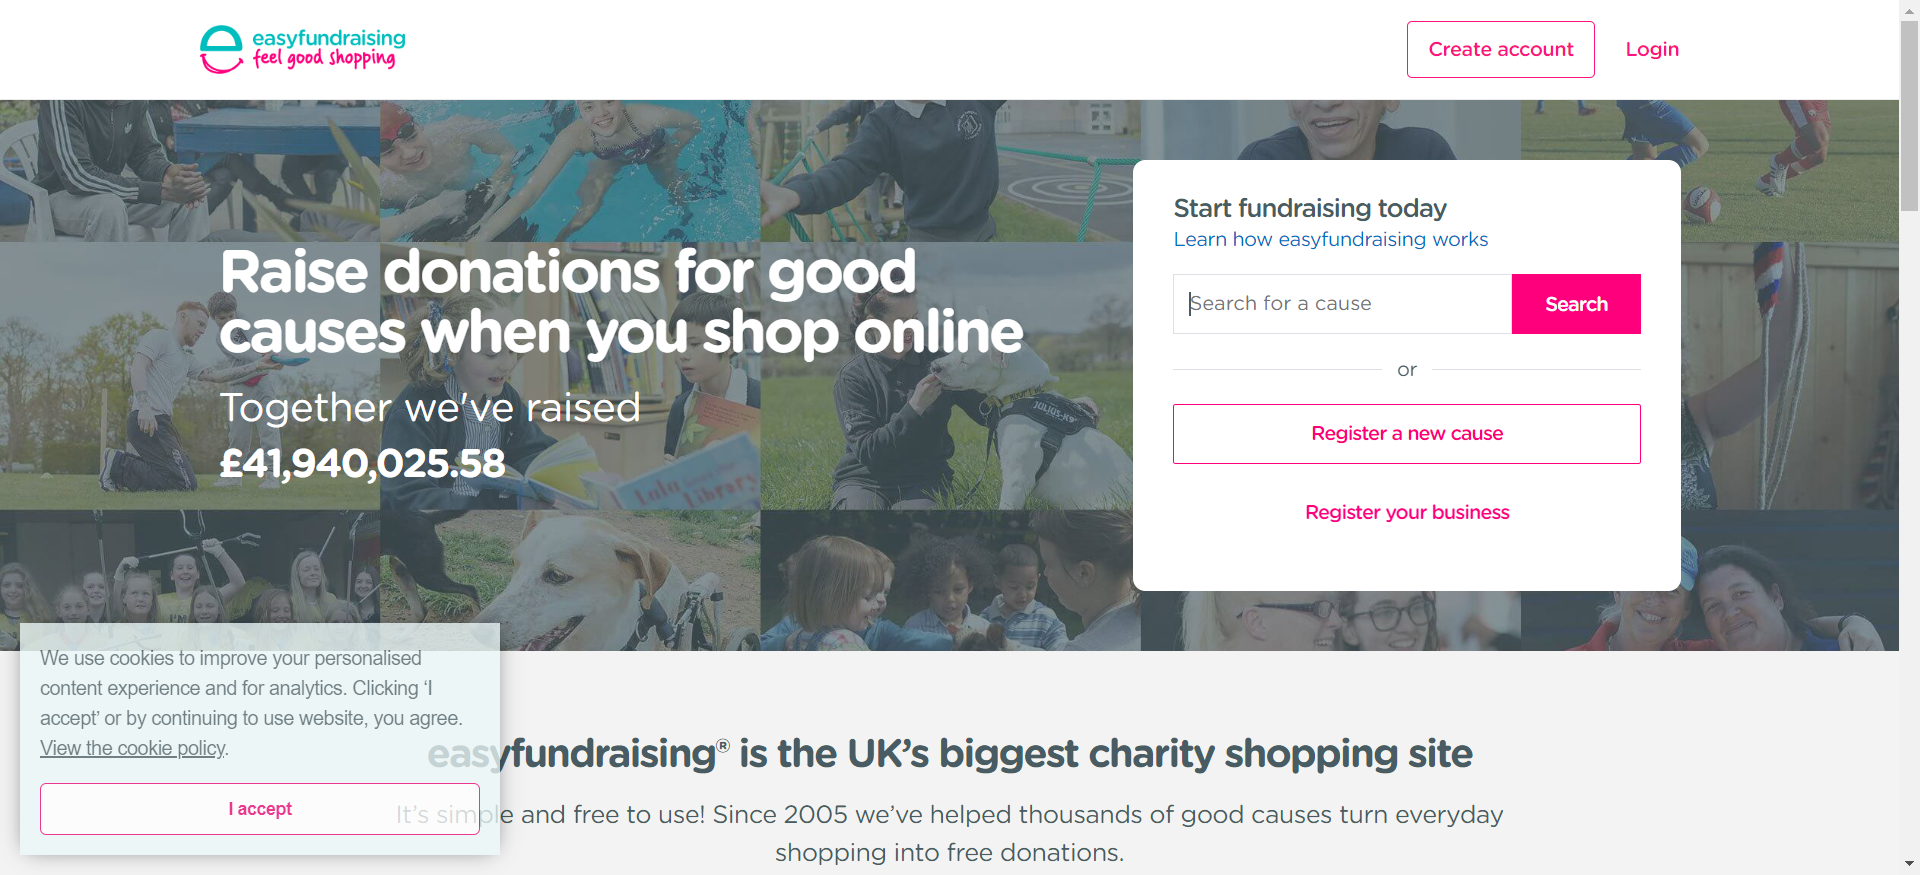 easyfundraising
feel good shopping
Create account
Login
Raise donations for good
causes when you shop online
Together we've raised
£41,940,025.58
Start fundraising today
Learn how easyfundraising works
Search for a cause
Search
or
Register a new cause
Register your business
JULIUS-K9
Lulu
Library
I'M
We use cookies to improve your personalised
content experience and for analytics. Clicking ‘I
accept’ or by continuing to use website, you agree.
View the cookie policy.
I accept
easyfundraising® is the UK’s biggest charity shopping site
It’s simple and free to use! Since 2005 we’ve helped thousands of good causes turn everyday
shopping into free donations.